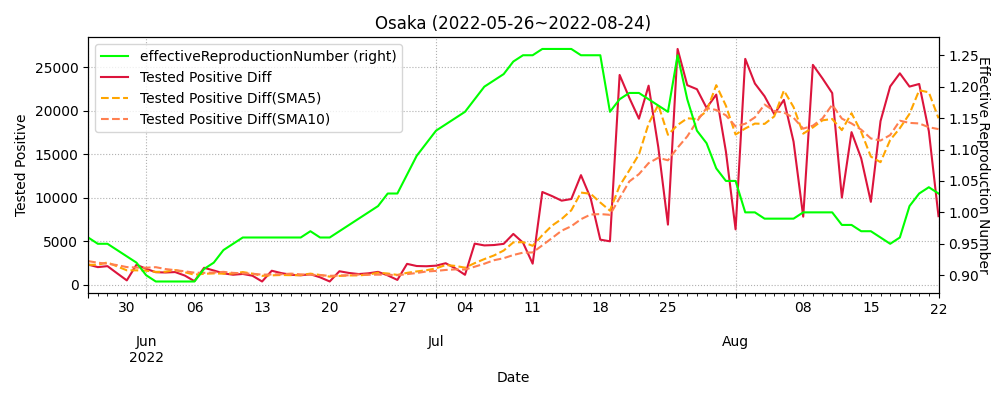 Osaka (2022-05-26~2022-08-24)
effectiveReproductionNumber (right)
Tested Positive Diff
Tested Positive Diff(SMA5)
Tested Positive Diff(SMA10)
Tested Positive
25000
20000
15000
10000
5000
0
Effective Reproduction Number
1.25
1.20
1.15
1.10
1.05
1.00
0.95
0.90
30 06 13 20 27 04 11 18 25 08 15 22
Jun Jul Aug
2022
Date